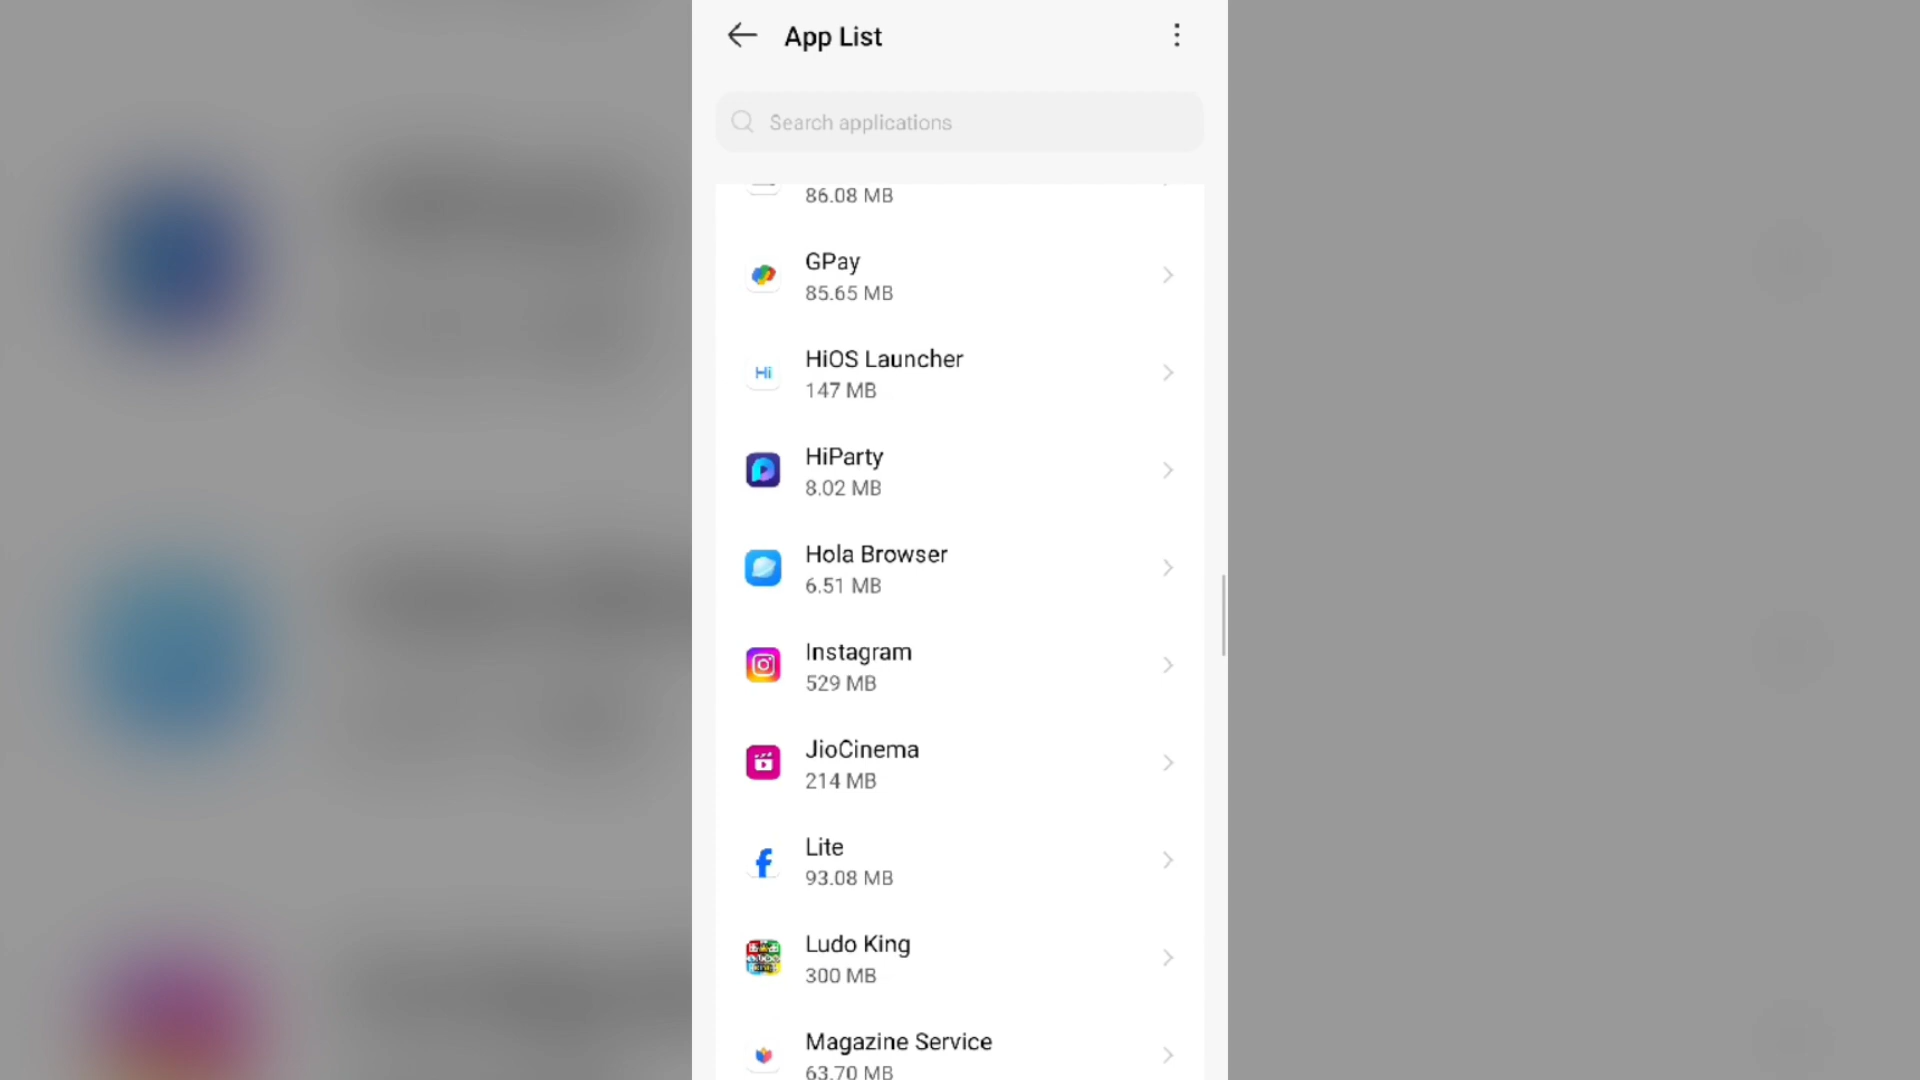 App List
Search applications
86.08 MB
GPay
85.65 MB
HiOS Launcher
Hi
147 MB
HiParty
8.02 MB
Hola Browser
6.51 MB
Instagram
529 MB
JioCinema
214 MB
Lite
93.08 MB
Ludo King
300 MB
Magazine Service
63.70 MB